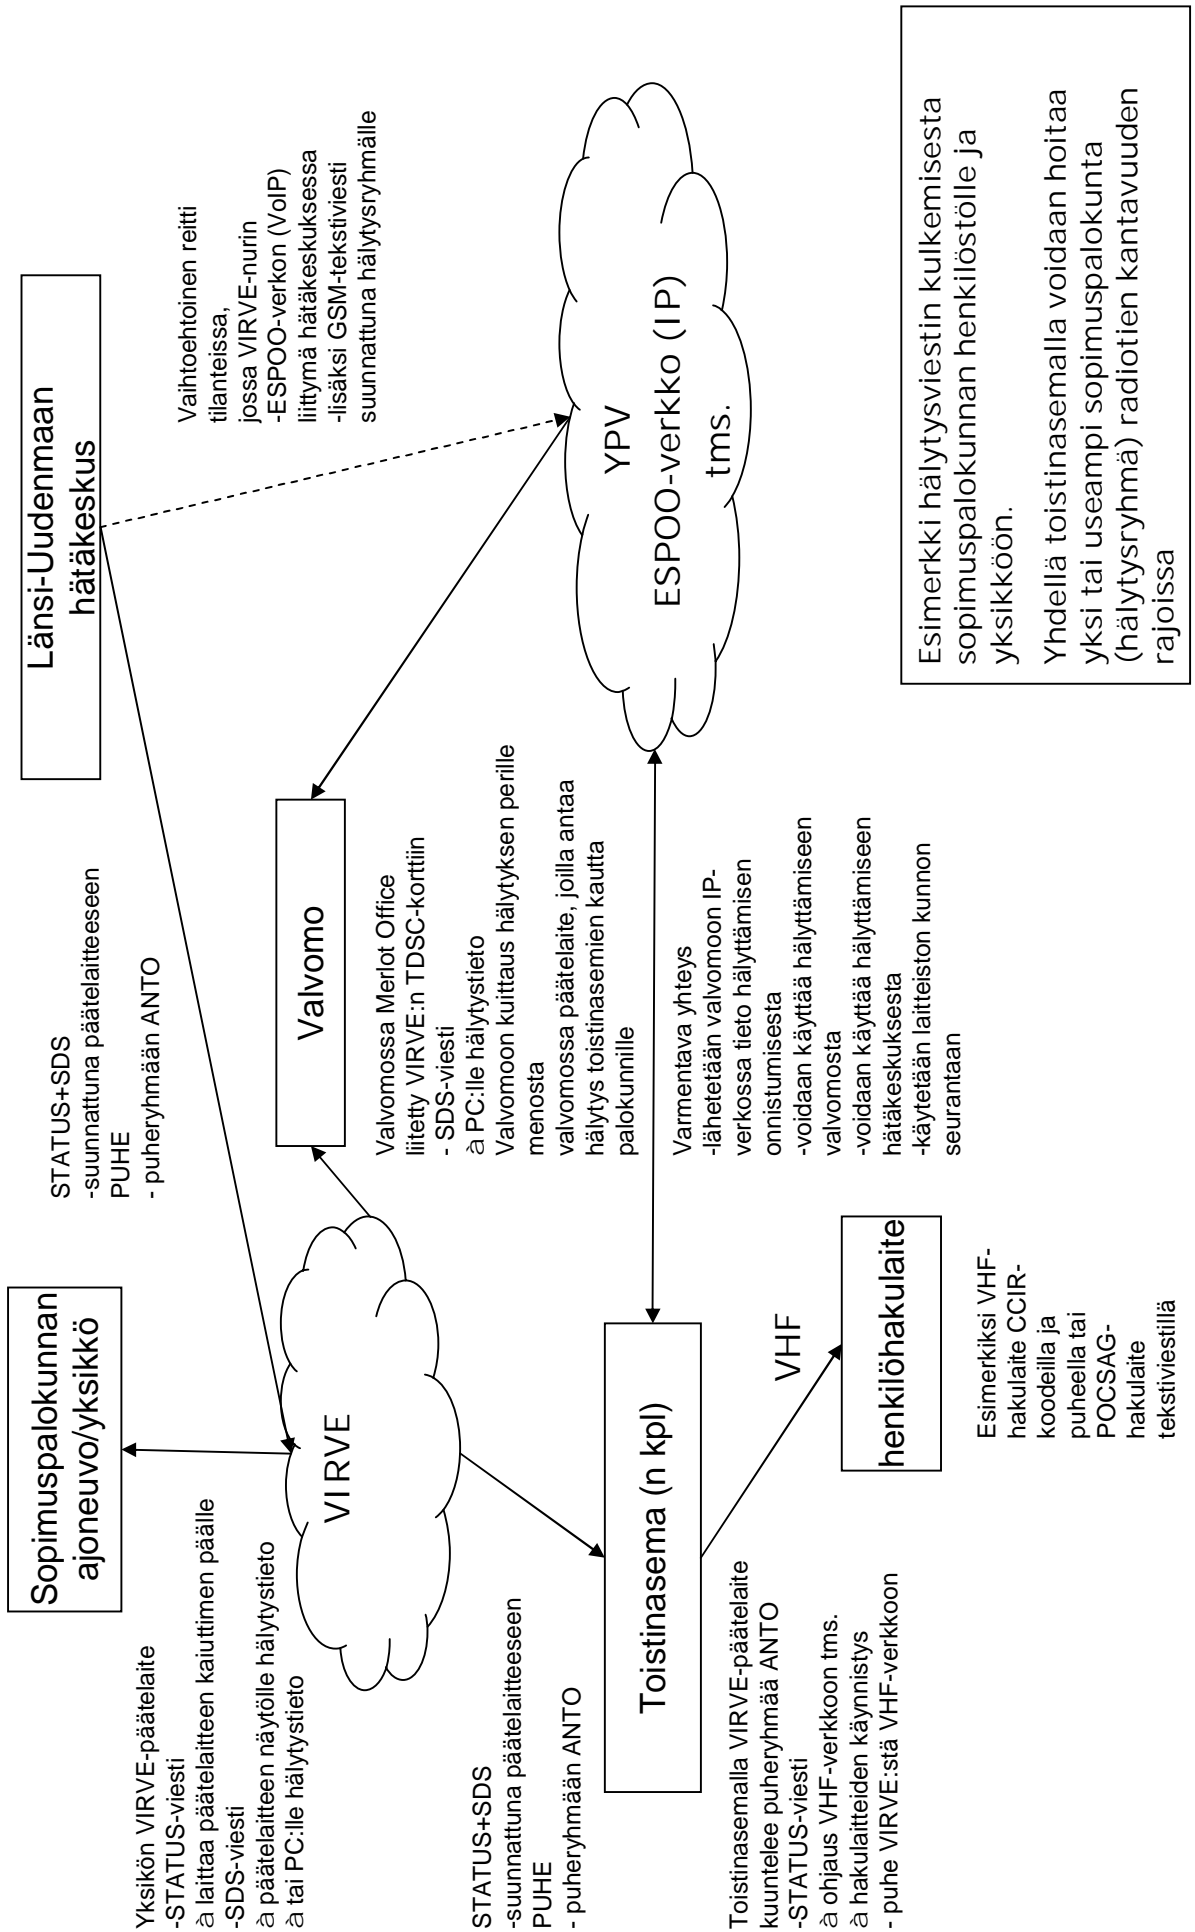 Sopimuspalokunnan
ajoneuvo/yksikkö
STATUS+SDS
-suunnattuna päätelaitteeseen
PUHE
- puheryhmään ANTO
Länsi-Uudenmaan
hätäkeskus
Yksikön VIRVE-päätelaite
-STATUS-viesti
à laittaa päätelaitteen kaiuttimen päälle
-SDS-viesti
à päätelaitteen näytölle hälytystieto
à tai PC:lle hälytystieto
VIRVE
Valvomo
Vaihtoehtoinen reitti
tilanteissa,
jossa VIRVE-nurin
-ESPOO-verkon (VoIP)
liittymä hätäkeskuksessa
-lisäksi GSM-tekstiviesti
suunnattuna hälytysryhmälle
Valvomossa Merlot Office
liitetty VIRVE:n TDSC-korttiin
- SDS-viesti
à PC:lle hälytystieto
Valvomoon kuittaus hälytyksen perille
menosta
valvomossa päätelaite, joilla antaa
hälytys toistinasemien kautta
palokunnille
STATUS+SDS
-suunnattuna päätelaitteeseen
PUHE
- puheryhmään ANTO
Toistinasema (n kpl)
YPV
ESPOO-verkko (IP)
tms.
Varmentava yhteys
-lähetetään valvomoon IP-
verkossa tieto hälyttämisen
onnistumisesta
-voidaan käyttää hälyttämiseen
valvomosta
-voidaan käyttää hälyttämiseen
hätäkeskuksesta
-käytetään laitteiston kunnon
seurantaan
Toistinasemalla VIRVE-päätelaite
kuuntelee puheryhmää ANTO
-STATUS-viesti
à ohjaus VHF-verkkoon tms.
à hakulaitteiden käynnistys
- puhe VIRVE:stä VHF-verkkoon
VHF
henkilöhakulaite
Esimerkiksi VHF-
hakulaite CCIR-
koodeilla ja
puheella tai
POCSAG-
hakulaite
tekstiviestillä
Esimerkki hälytysviestin kulkemisesta
sopimuspalokunnan henkilöstölle ja
yksikköön.
Yhdellä toistinasemalla voidaan hoitaa
yksi tai useampi sopimuspalokunta
(hälytysryhmä) radiotien kantavuuden
rajoissa